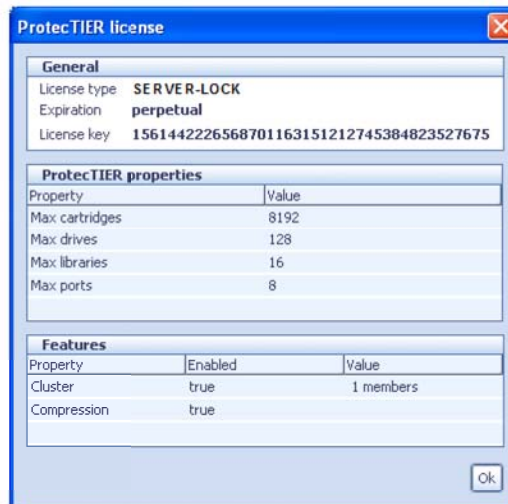 ProtecTIER license
General
License type SERVER-LOCK
Expiration perpetual
License key 1561442226568701163151212745384823527675
ProtecTIER properties
Property Value
Max cartridges 8192
Max drives 128
Max libraries 16
Max ports 8
Features
Property Enabled Value
Cluster true 1 members
Compression true
Ok